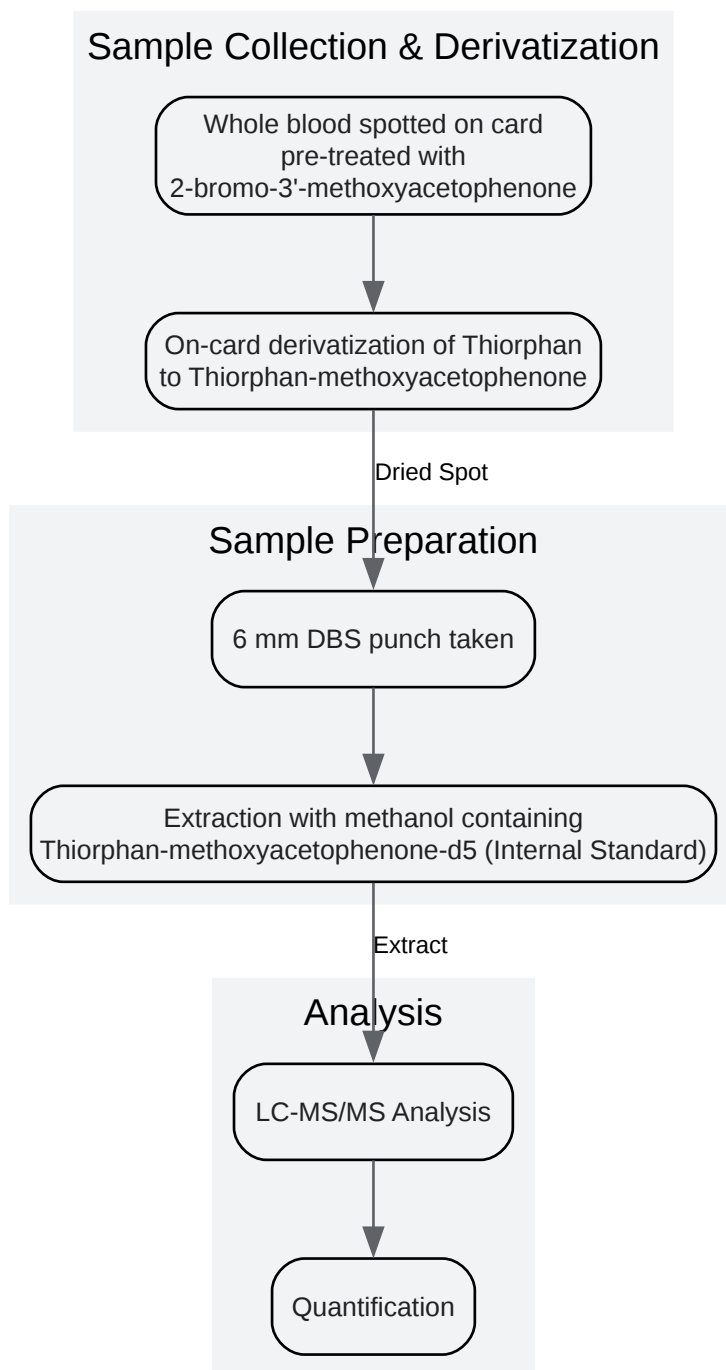 Sample Collection & Derivatization
Whole blood spotted on card
pre-treated with
2-bromo-3'-methoxyacetophenone
On-card derivatization of Thiorphan
to Thiorphan-methoxyacetophenone
Dried Spot
Sample Preparation
6 mm DBS punch taken
Extraction with methanol containing
Thiorphan-methoxyacetophenone-d5 (Internal Standard)
Extract
Analysis
LC-MS/MS Analysis
Quantification